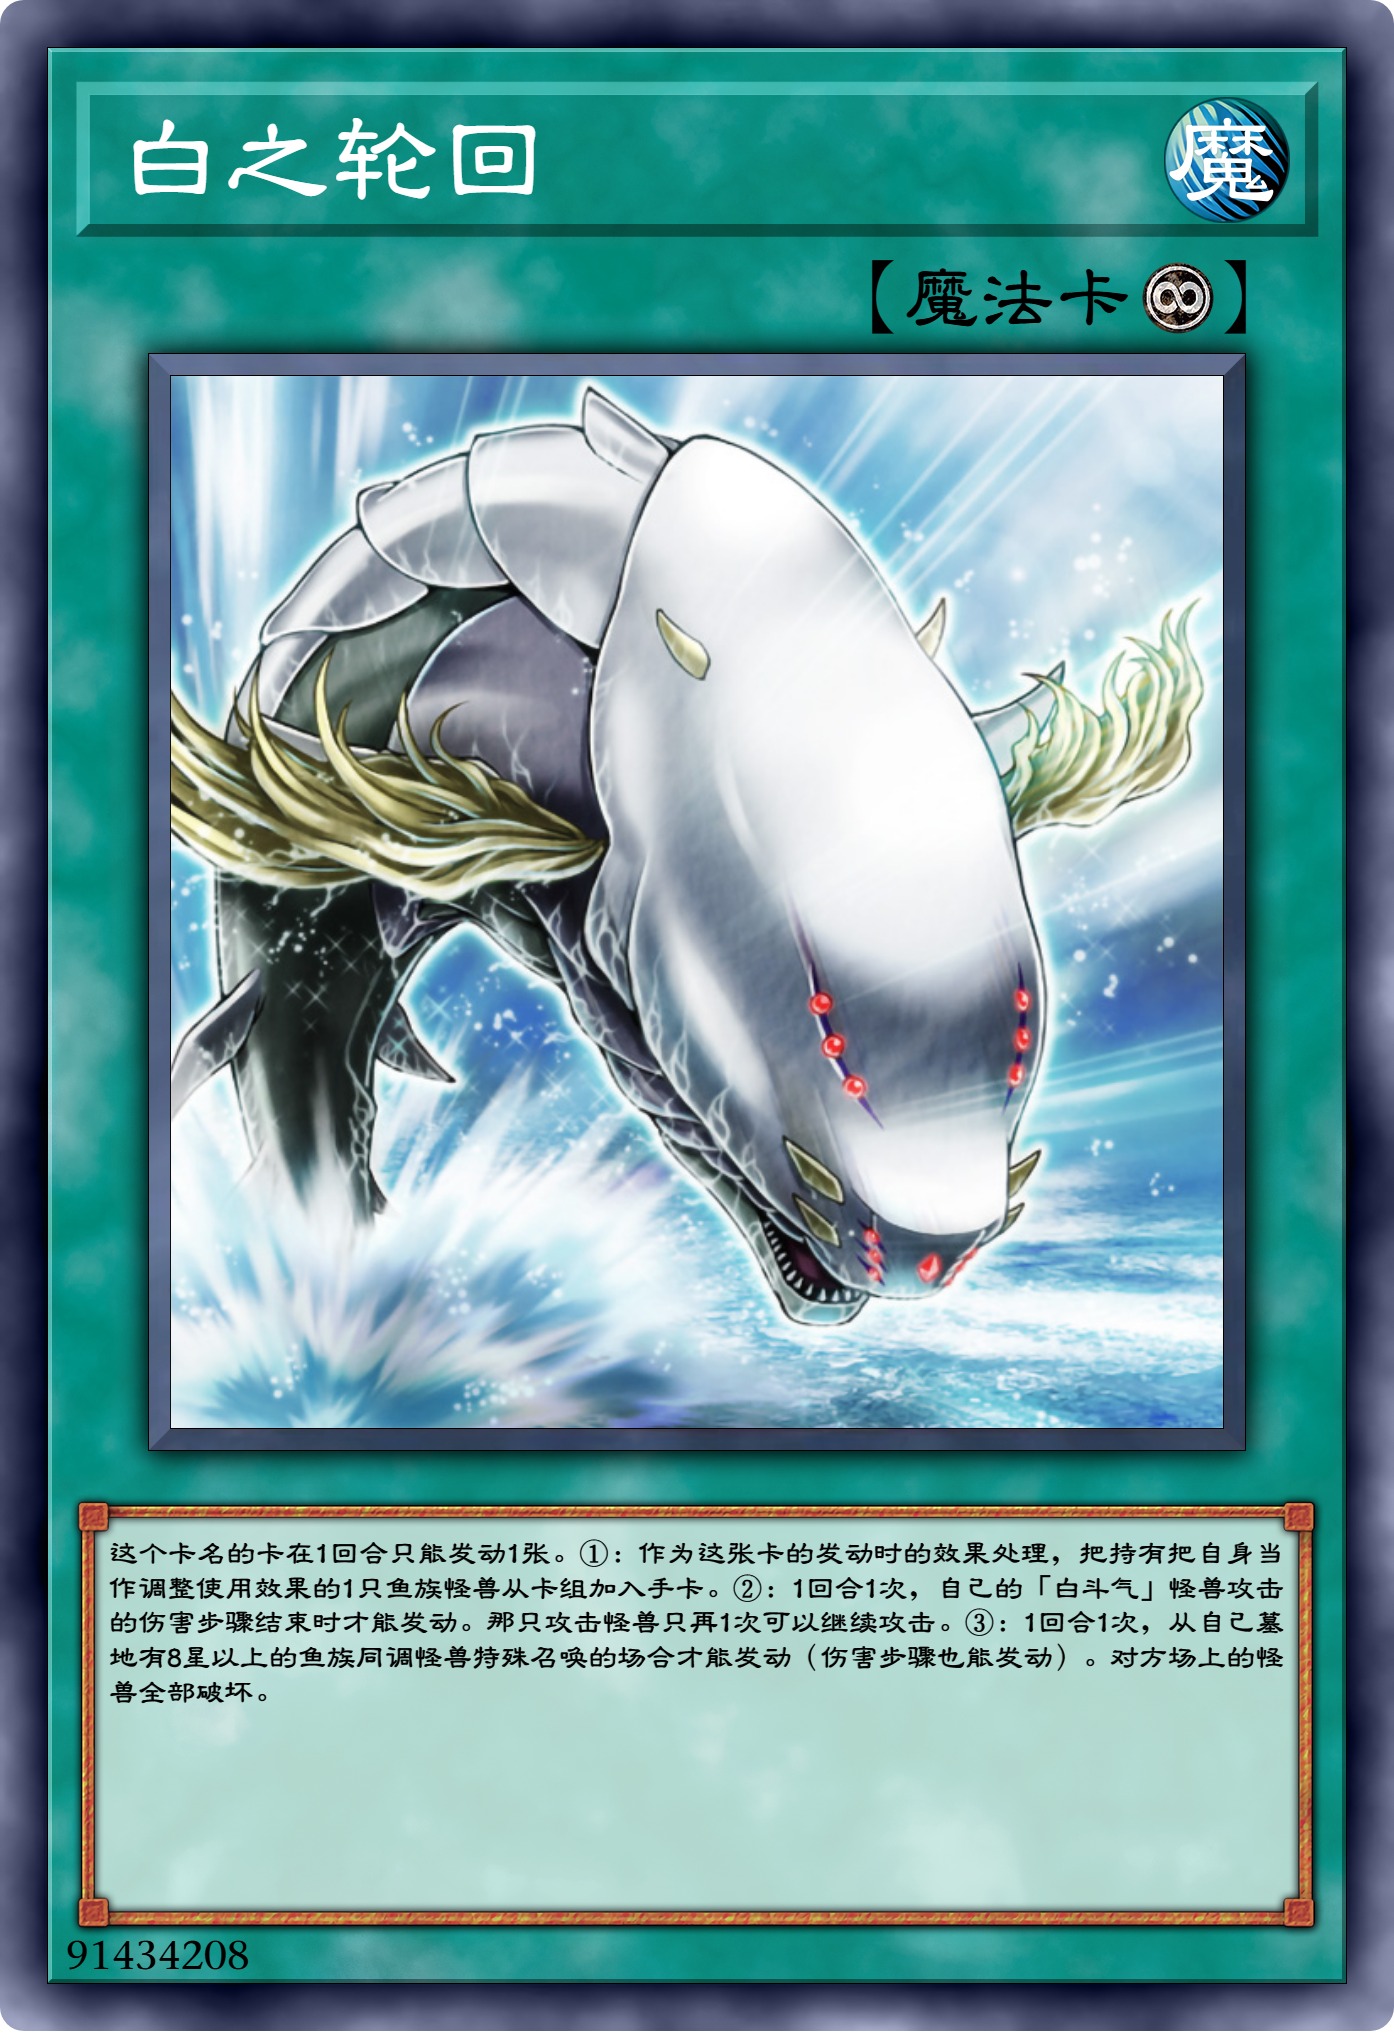 白之轮回
魔
【魔法卡】
这个卡名的卡在1回合只能发动1张。①：作为这张卡的发动时的效果处理，把持有把自身当
作调整使用效果的1只鱼族怪兽从卡组加入手卡。②：1回合1次，自己的「白斗气」怪兽攻击
的伤害步骤结束时才能发动。那只攻击怪兽只再1次可以继续攻击。③：1回合1次，从自己墓
地有8星以上的鱼族同调怪兽特殊召唤的场合才能发动（伤害步骤也能发动）。对方场上的怪
兽全部破坏。
91434208